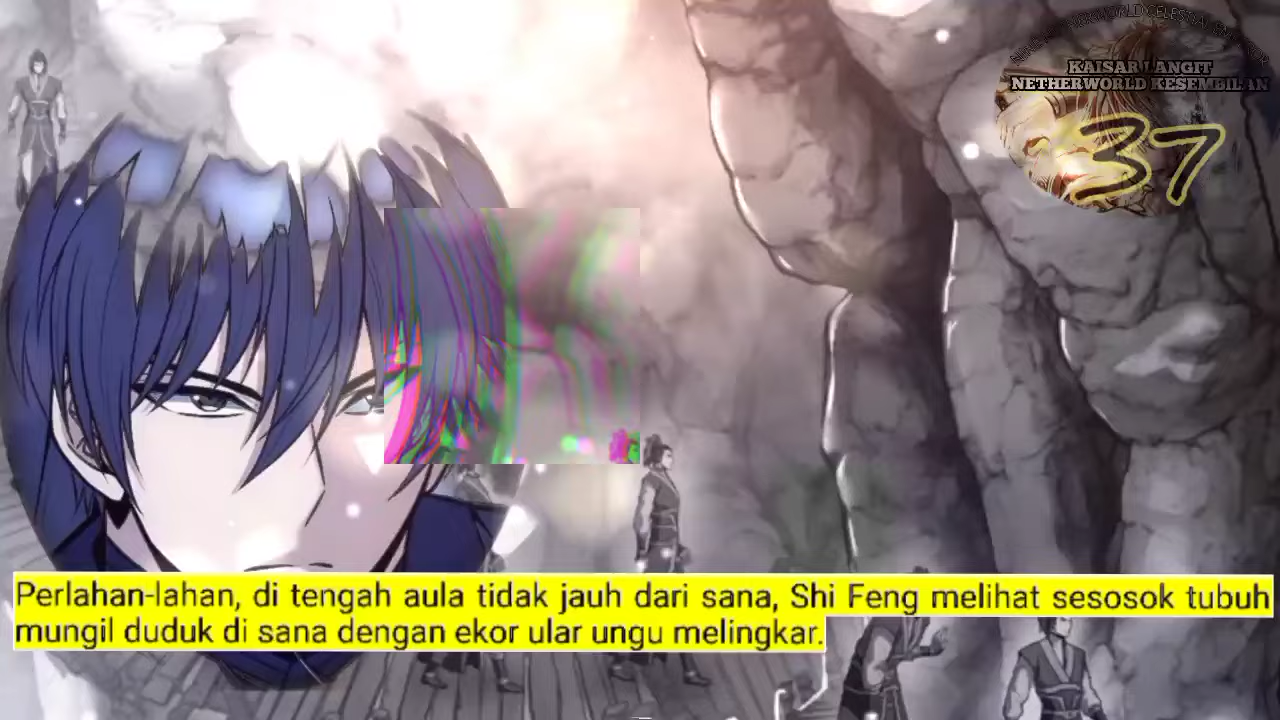 KAISAR LANGIT
NETHERWORLD KESEMBILAN
37
Perlahan-lahan, di tengah aula tidak jauh dari sana, Shi Feng melihat sesosok tubuh
mungil duduk di sana dengan ekor ular ungu melingkar.